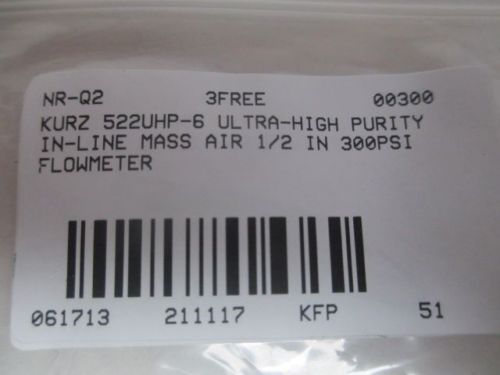 NR-Q2 3FREE 00300
KURZ 522UHP-6 ULTRA-HIGH PURITY
IN-LINE MASS AIR 1/2 IN 300PSI
FLOWMETER
061713 211117 KFP 51